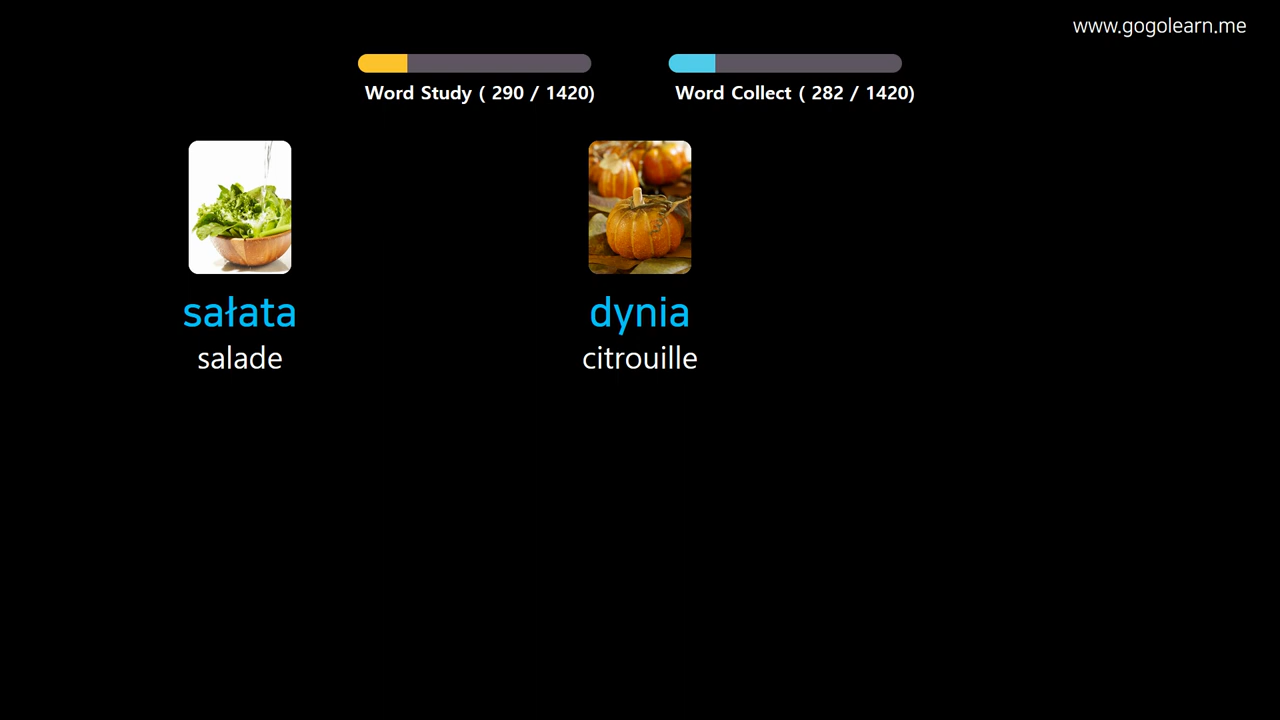 www.gogolearn.me
Word Study ( 290 / 1420)
Word Collect ( 282 / 1420)
sałata
salade
dynia
citrouille